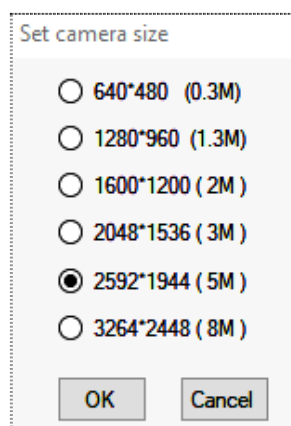 Set camera size
640*480 (0.3M)
1280*960 (1.3M)
1600*1200 ( 2M )
2048*1536 ( 3M )
2592*1944 ( 5M )
3264*2448 ( 8M )
OK Cancel